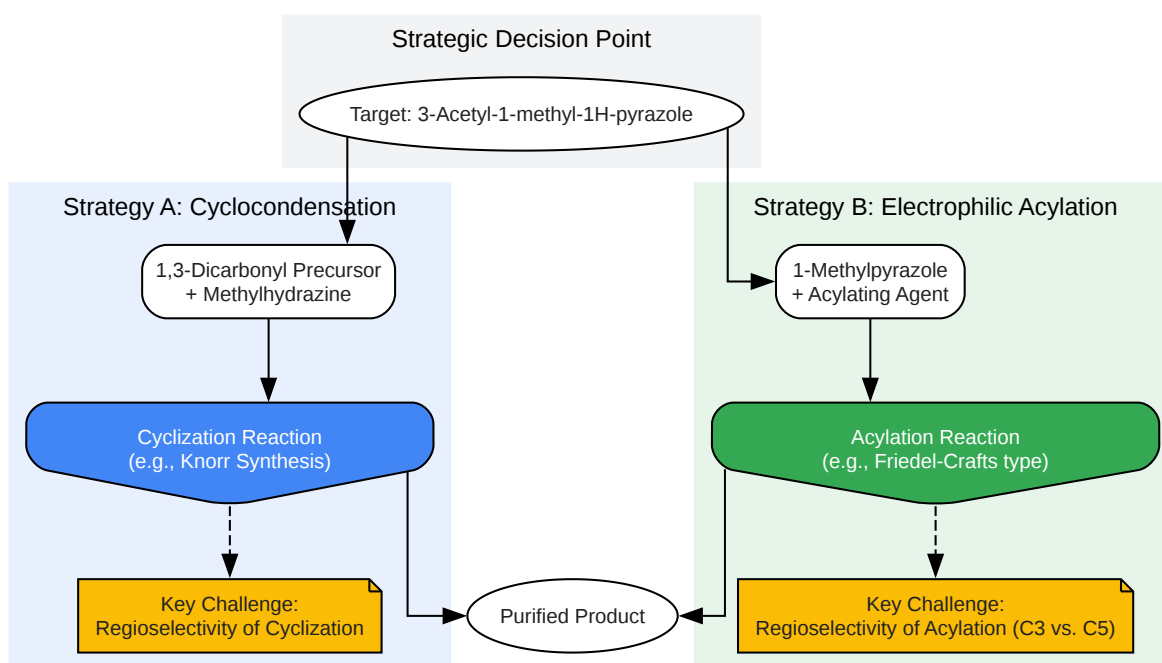 Strategic Decision Point
Target: 3-Acetyl-1-methyl-1H-pyrazole
Strategy A: Cyclocondensation
1,3-Dicarbonyl Precursor
+ Methylhydrazine
Cyclization Reaction
(e.g., Knorr Synthesis)
Key Challenge:
Regioselectivity of Cyclization
Strategy B: Electrophilic Acylation
1-Methylpyrazole
+ Acylating Agent
Acylation Reaction
(e.g., Friedel-Crafts type)
Key Challenge:
Regioselectivity of Acylation (C3 vs. C5)
Purified Product